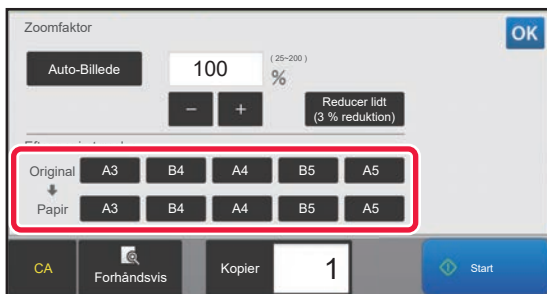 Zoomfaktor
OK
Auto-Billede
100
(25~200)
%
–
+
Reducer lidt
(3 % reduktion)
Original
A3
B4
A4
B5
A5
Papir
A3
B4
A4
B5
A5
CA
Forhåndsvis
Kopier
1
Start